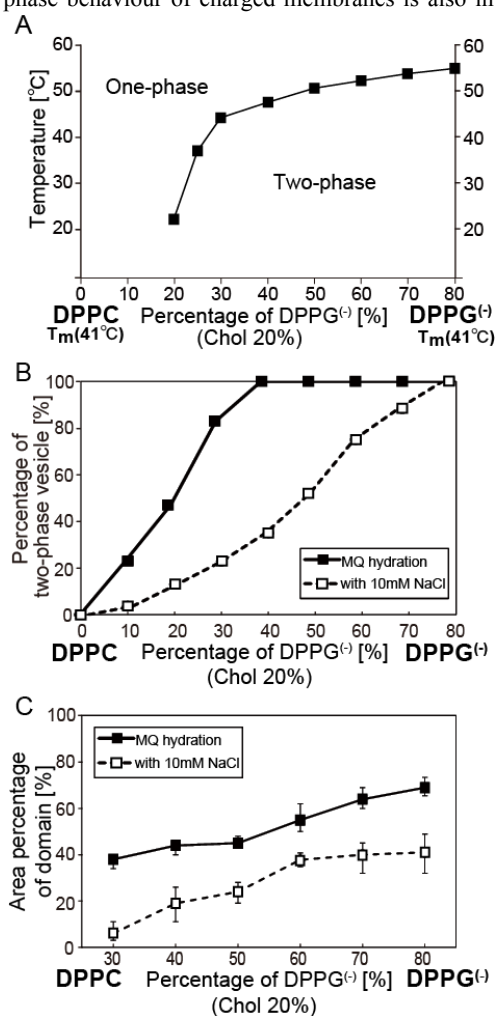 phase behaviour of charged membranes is also in
A
60
50
40
30
20
60
50
40
30
20
Temperature [℃]
One-phase
Two-phase
0 10 20 30 40 50 60 70 80
DPPC Percentage of DPPG(-) [%] DPPG(-)
Tm(41℃) (Chol 20%) Tm(41℃)
B
100
80
60
40
20
0
Percentage of
two-phase vesicle [%]
MQ hydration
with 10mM NaCl
0 10 20 30 40 50 60 70 80
DPPC Percentage of DPPG(-) [%] DPPG(-)
(Chol 20%)
C
100
80
60
40
20
0
Area percentage
of domain [%]
MQ hydration
with 10mM NaCl
30 40 50 60 70 80
DPPC Percentage of DPPG(-) [%] DPPG(-)
(Chol 20%)